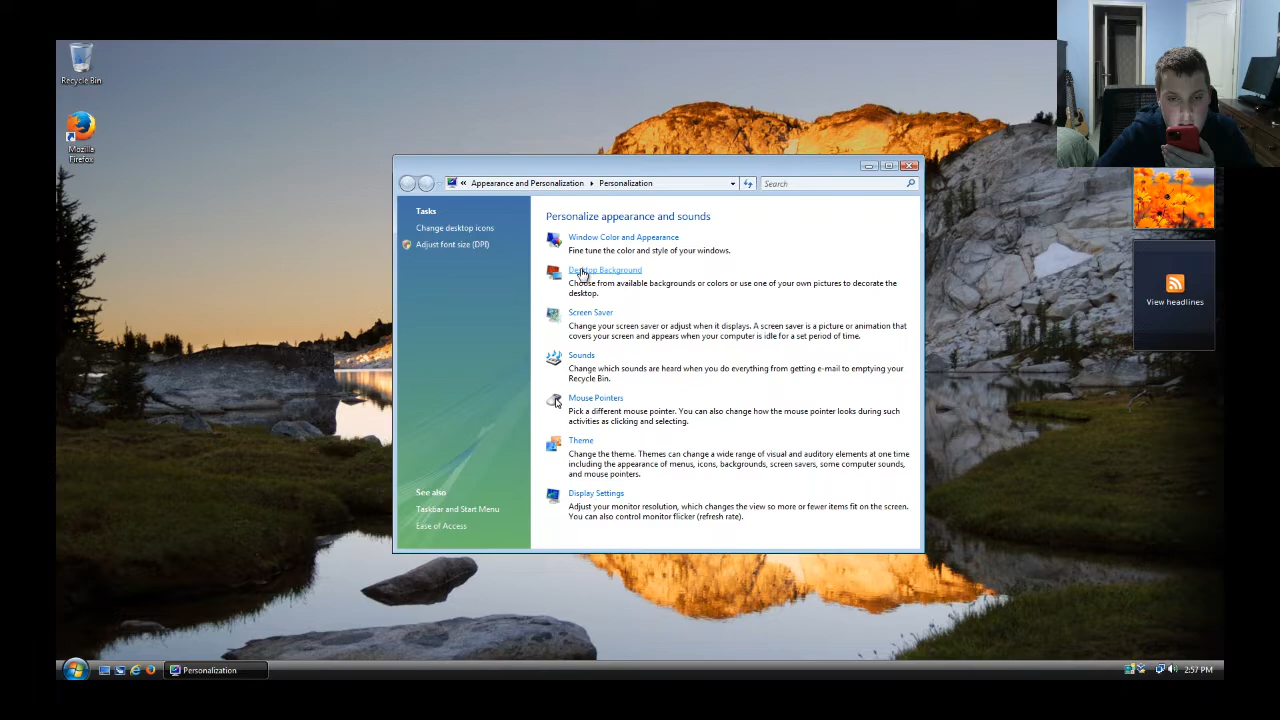 Recycle Bin
Mozilla
Firefox
« Appearance and Personalization ▸ Personalization
Search
Tasks
Change desktop icons
Adjust font size (DPI)
See also
Taskbar and Start Menu
Ease of Access
Personalize appearance and sounds
Window Color and Appearance
Fine tune the color and style of your windows.
Desktop Background
Choose from available backgrounds or colors or use one of your own pictures to decorate the
desktop.
Screen Saver
Change your screen saver or adjust when it displays. A screen saver is a picture or animation that
covers your screen and appears when your computer is idle for a set period of time.
Sounds
Change which sounds are heard when you do everything from getting e-mail to emptying your
Recycle Bin.
Mouse Pointers
Pick a different mouse pointer. You can also change how the mouse pointer looks during such
activities as clicking and selecting.
Theme
Change the theme. Themes can change a wide range of visual and auditory elements at one time
including the appearance of menus, icons, backgrounds, screen savers, some computer sounds,
and mouse pointers.
Display Settings
Adjust your monitor resolution, which changes the view so more or fewer items fit on the screen.
You can also control monitor flicker (refresh rate).
View headlines
Personalization
2:57 PM